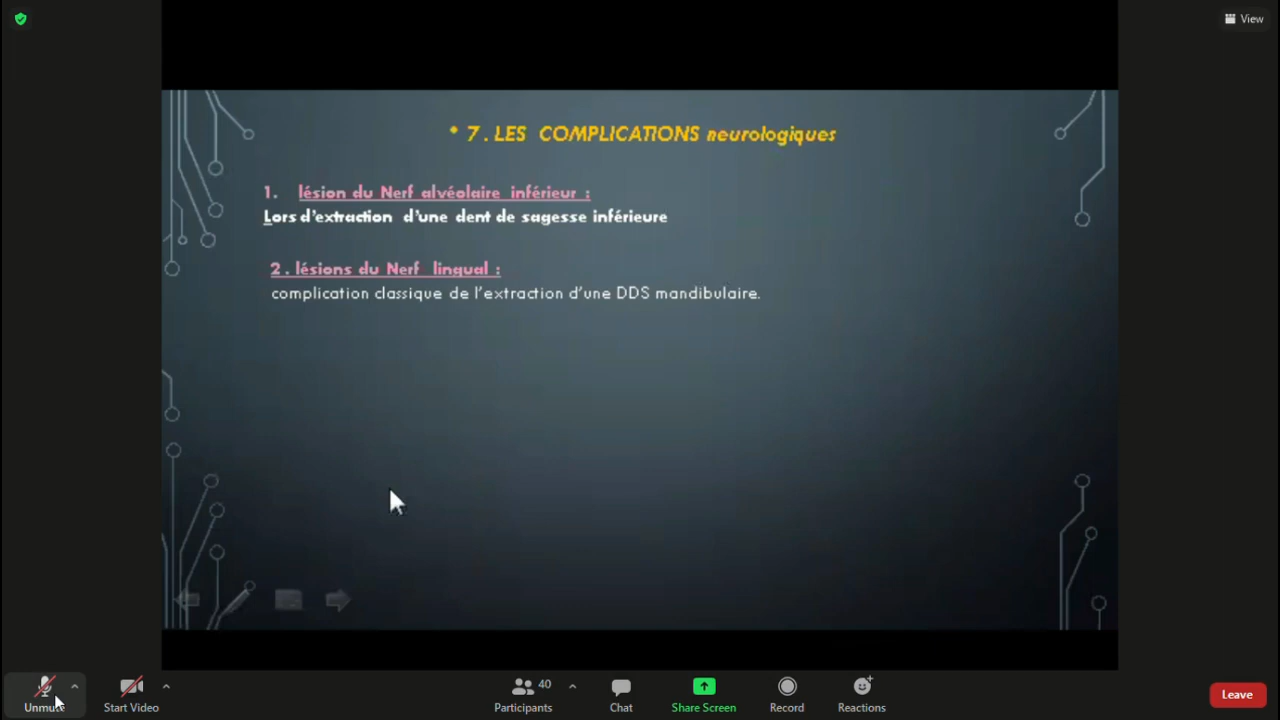 View
* 7 . LES COMPLICATIONS neurologiques
1. lésion du Nerf alvéolaire inférieur :
Lors d'extraction d'une dent de sagesse inférieure
2 . lésions du Nerf lingual :
complication classique de l'extraction d'une DDS mandibulaire.
Unmute
Start Video
40
Participants
Chat
Share Screen
Record
Reactions
Leave